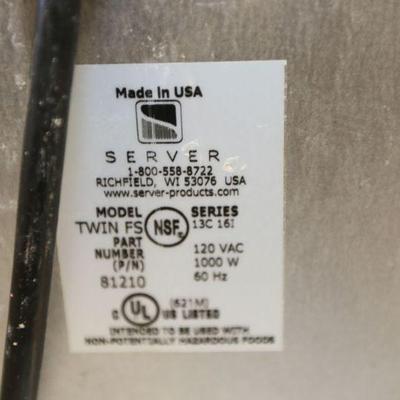 Made in USA
SERVER
1-800-558-8722
RICHFIELD, WI 53076 USA
www.server-products.com
MODEL SERIES
TWIN FS NSF® 13C 16I
PART
NUMBER 120 VAC
(P/N) 1000 W
81210 60 Hz
(621M)
C UL® US LISTED
INTENDED TO BE USED WITH
NON-POTENTIALLY HAZARDOUS FOODS